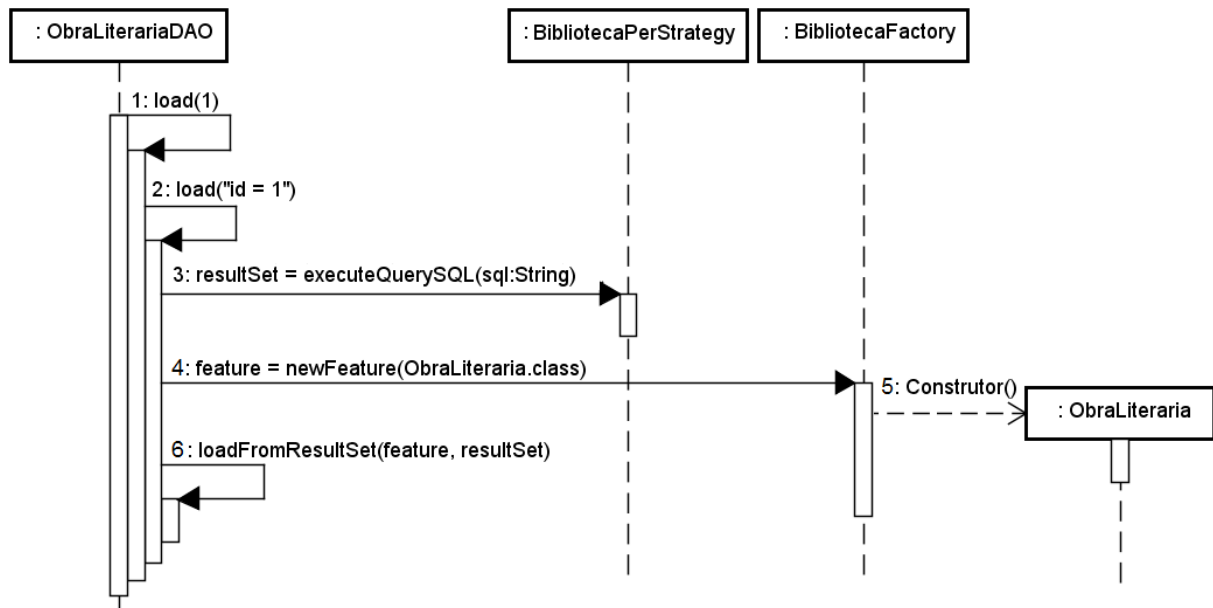 : ObraLiterariaDAO
: BibliotecaPerStrategy
: BibliotecaFactory
1: load(1)
2: load("id = 1")
3: resultSet = executeQuerySQL(sql:String)
4: feature = newFeature(ObraLiteraria.class)
5: Construtor()
: ObraLiteraria
6: loadFromResultSet(feature, resultSet)